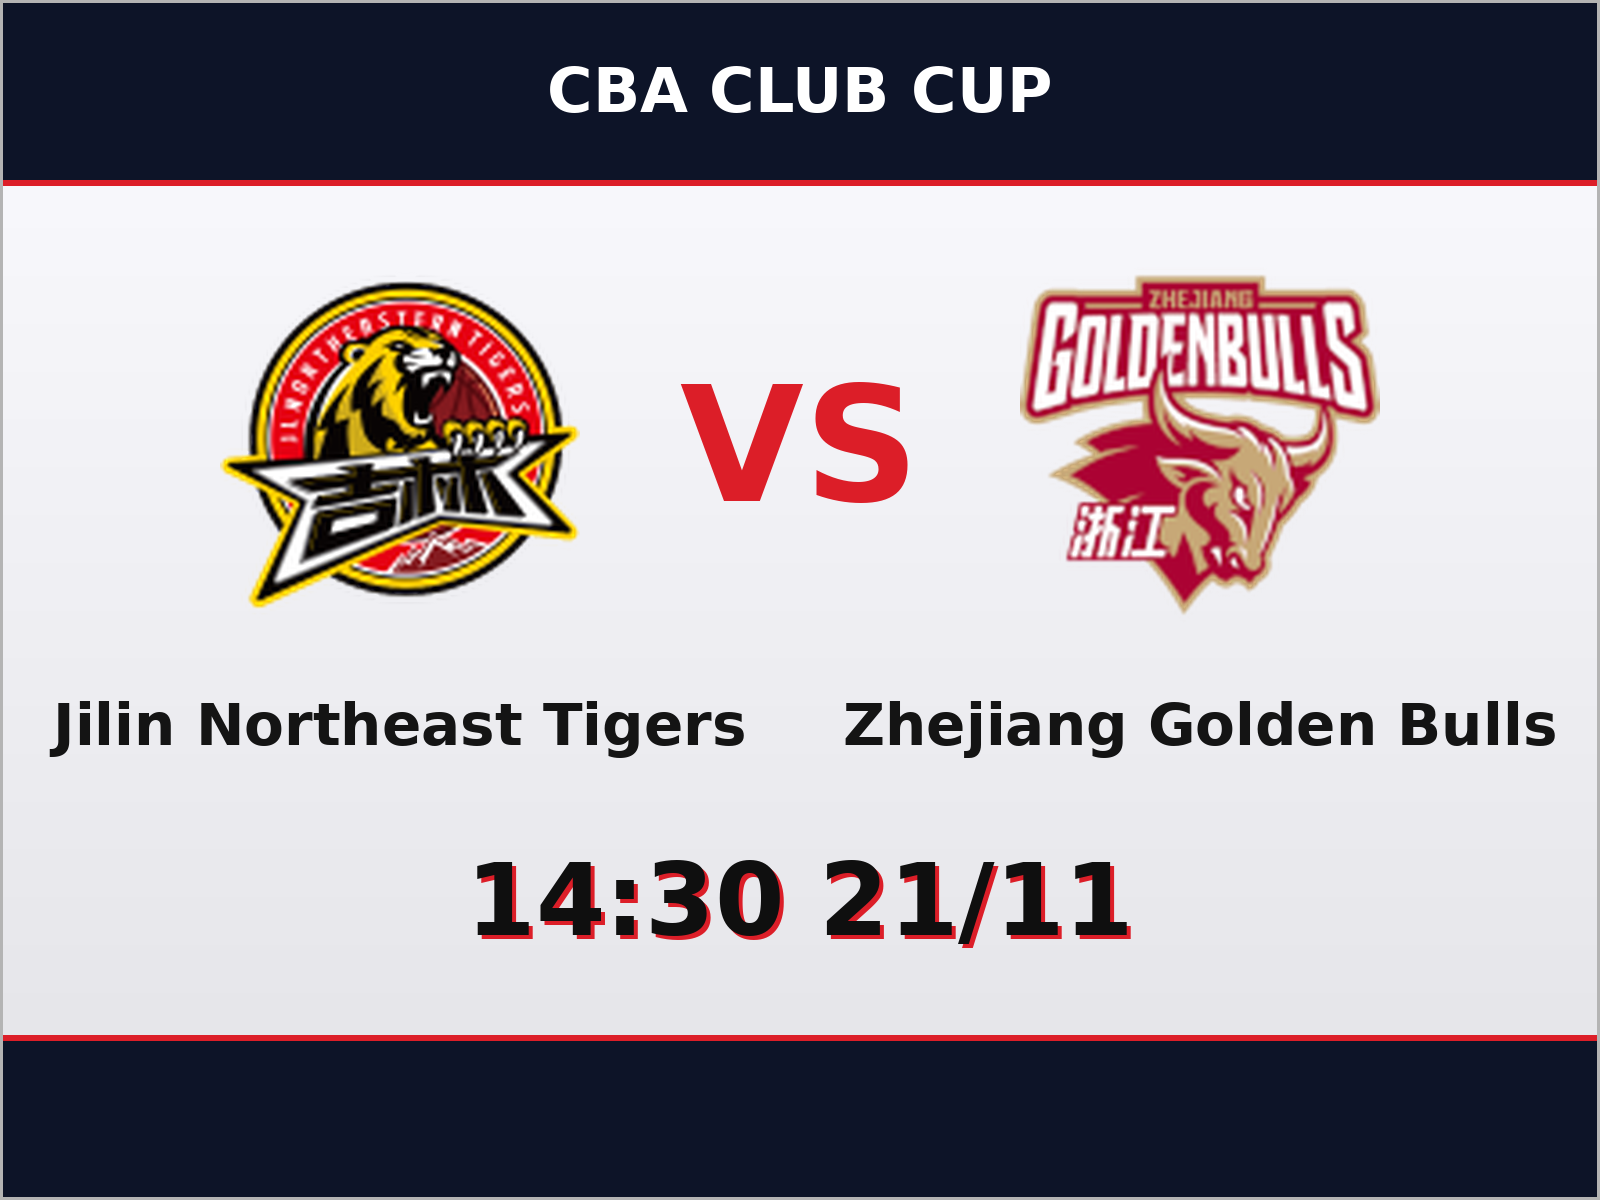 CBA CLUB CUP
JILIN NORTHEASTERN TIGERS
吉林
VS
ZHEJIANG
GOLDENBULLS
浙江
Jilin Northeast Tigers
Zhejiang Golden Bulls
14:30 21/11